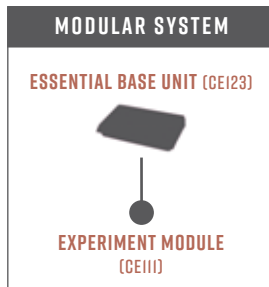 MODULAR SYSTEM
ESSENTIAL BASE UNIT (CE123)
EXPERIMENT MODULE
(CE111)